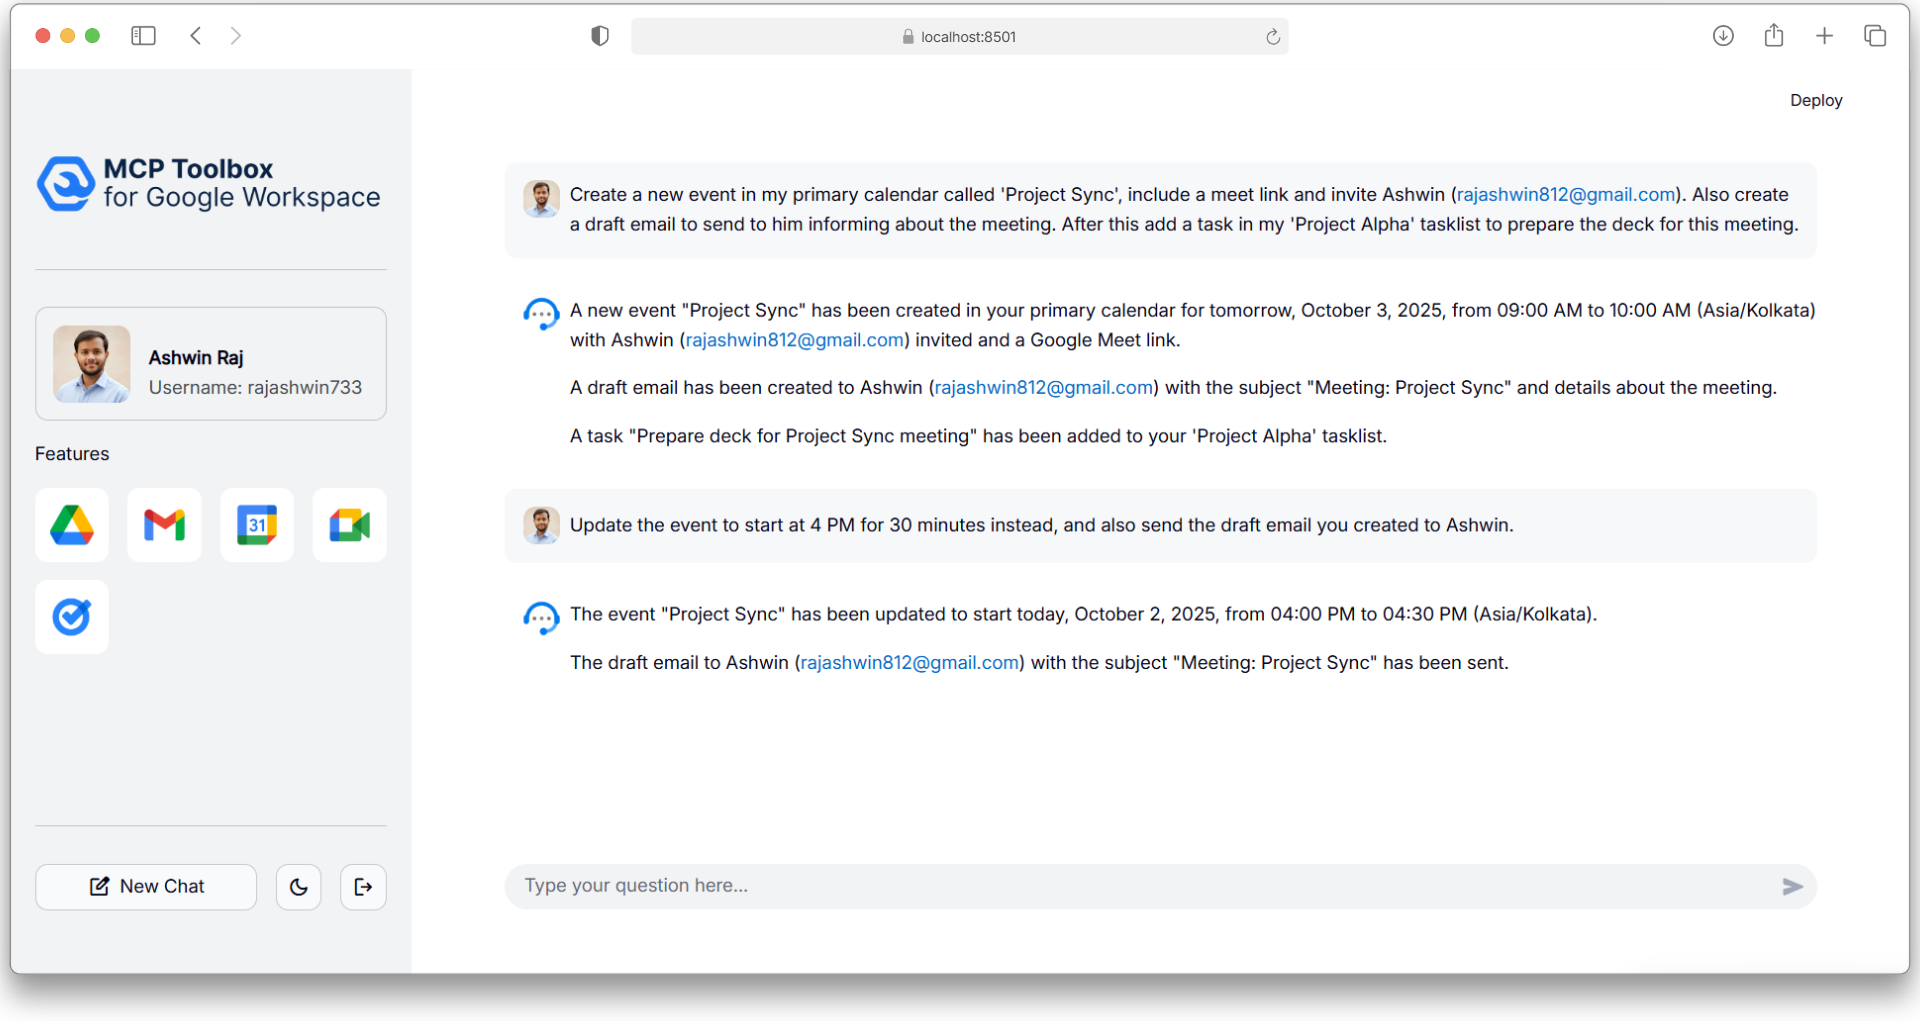 localhost:8501
Deploy
MCP Toolbox
for Google Workspace
Ashwin Raj
Username: rajashwin733
Features
31
New Chat
Create a new event in my primary calendar called 'Project Sync', include a meet link and invite Ashwin (rajashwin812@gmail.com). Also create
a draft email to send to him informing about the meeting. After this add a task in my 'Project Alpha' tasklist to prepare the deck for this meeting.
A new event "Project Sync" has been created in your primary calendar for tomorrow, October 3, 2025, from 09:00 AM to 10:00 AM (Asia/Kolkata)
with Ashwin (rajashwin812@gmail.com) invited and a Google Meet link.
A draft email has been created to Ashwin (rajashwin812@gmail.com) with the subject "Meeting: Project Sync" and details about the meeting.
A task "Prepare deck for Project Sync meeting" has been added to your 'Project Alpha' tasklist.
Update the event to start at 4 PM for 30 minutes instead, and also send the draft email you created to Ashwin.
The event "Project Sync" has been updated to start today, October 2, 2025, from 04:00 PM to 04:30 PM (Asia/Kolkata).
The draft email to Ashwin (rajashwin812@gmail.com) with the subject "Meeting: Project Sync" has been sent.
Type your question here...